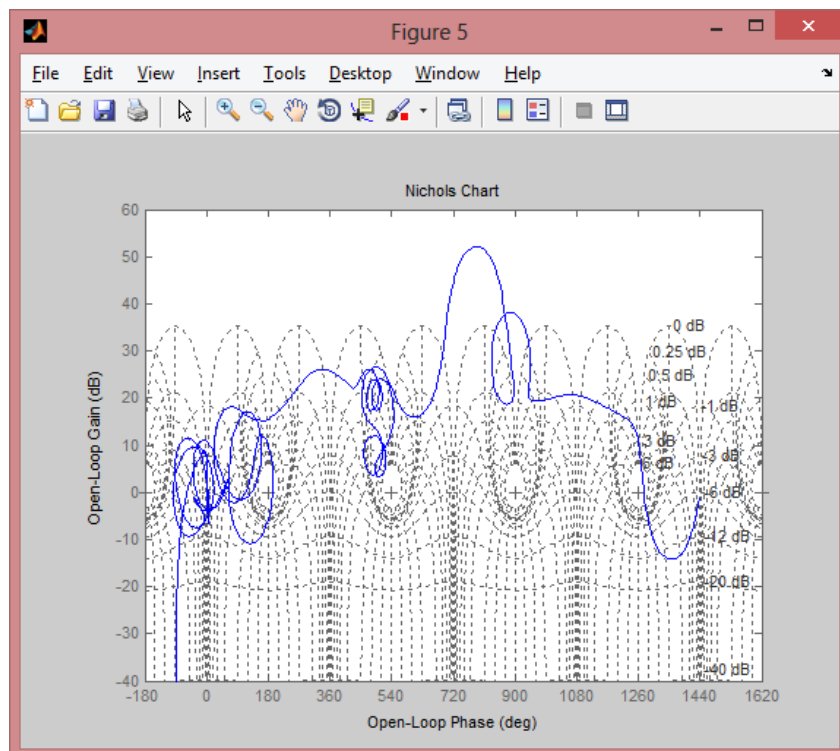 Figure 5
File Edit View Insert Tools Desktop Window Help
Nichols Chart
Open-Loop Gain (dB)
60
50
40
30
20
10
0
-10
-20
-30
-40
0 dB
0.25 dB
0.5 dB
1 dB
-1 dB
3 dB
-3 dB
6 dB
-6 dB
-12 dB
-20 dB
-40 dB
-180 0 180 360 540 720 900 1080 1260 1440 1620
Open-Loop Phase (deg)